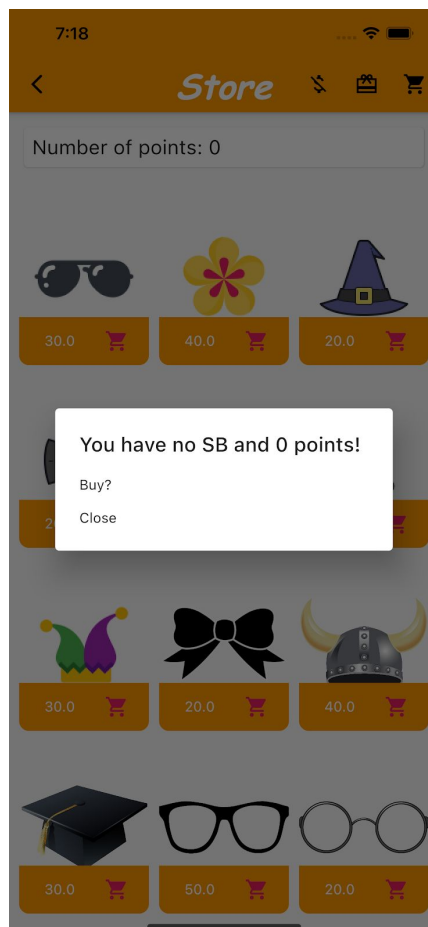 7:18
Store
Number of points: 0
30.0 40.0 20.0
You have no SB and 0 points!
Buy?
Close
30.0 20.0 40.0
30.0 50.0 20.0